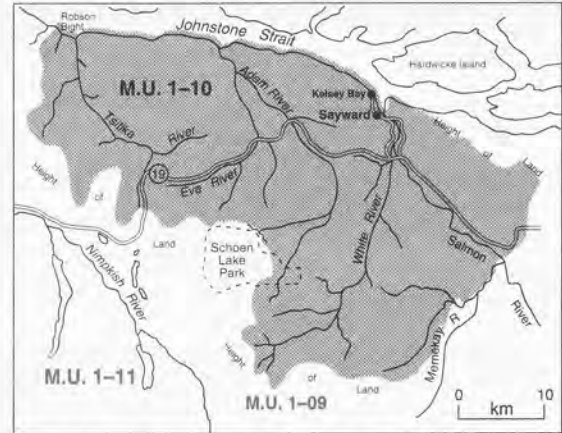 Robson
Bight
Johnstone Strait
Hardwicke Island
M.U. 1–10
Adam River
Kelsey Bay
Sayward
Height of Land
Tsitika River
19
Eve River
Height of Land
Schoen
Lake
Park
White River
Salmon River
Nimpkish River
Memekay R
M.U. 1–11
Height of Land
M.U. 1–09
0 10
km